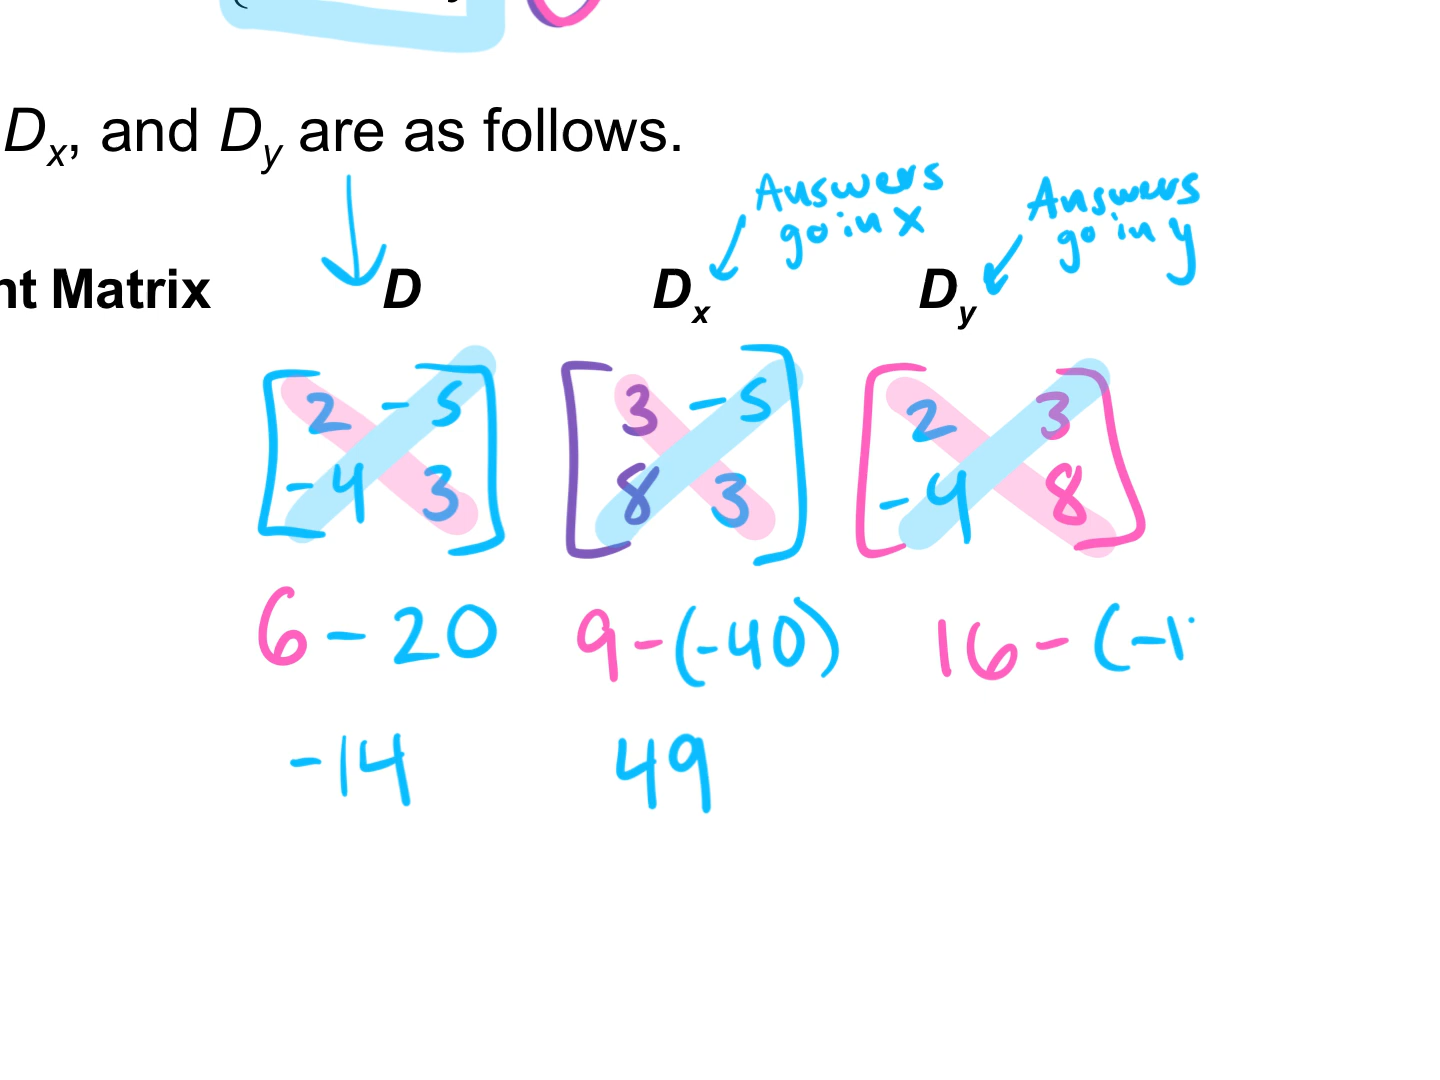 Dx, and Dy are as follows.
Answers
go in x
Answers
go in y
nt Matrix D Dx Dy
2 -5 3 -5 2 3
-4 3 8 3 -4 8
6-20 9-(-40) 16-(-1
-14 49